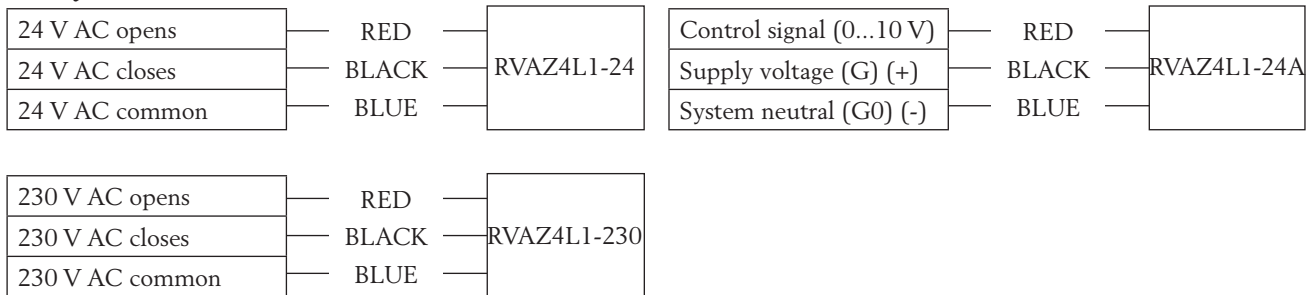 24 V AC opens RED
24 V AC closes BLACK RVAZ4L1-24
24 V AC common BLUE
Control signal (0...10 V) RED
Supply voltage (G) (+) BLACK RVAZ4L1-24A
System neutral (G0) (-) BLUE
230 V AC opens RED
230 V AC closes BLACK RVAZ4L1-230
230 V AC common BLUE